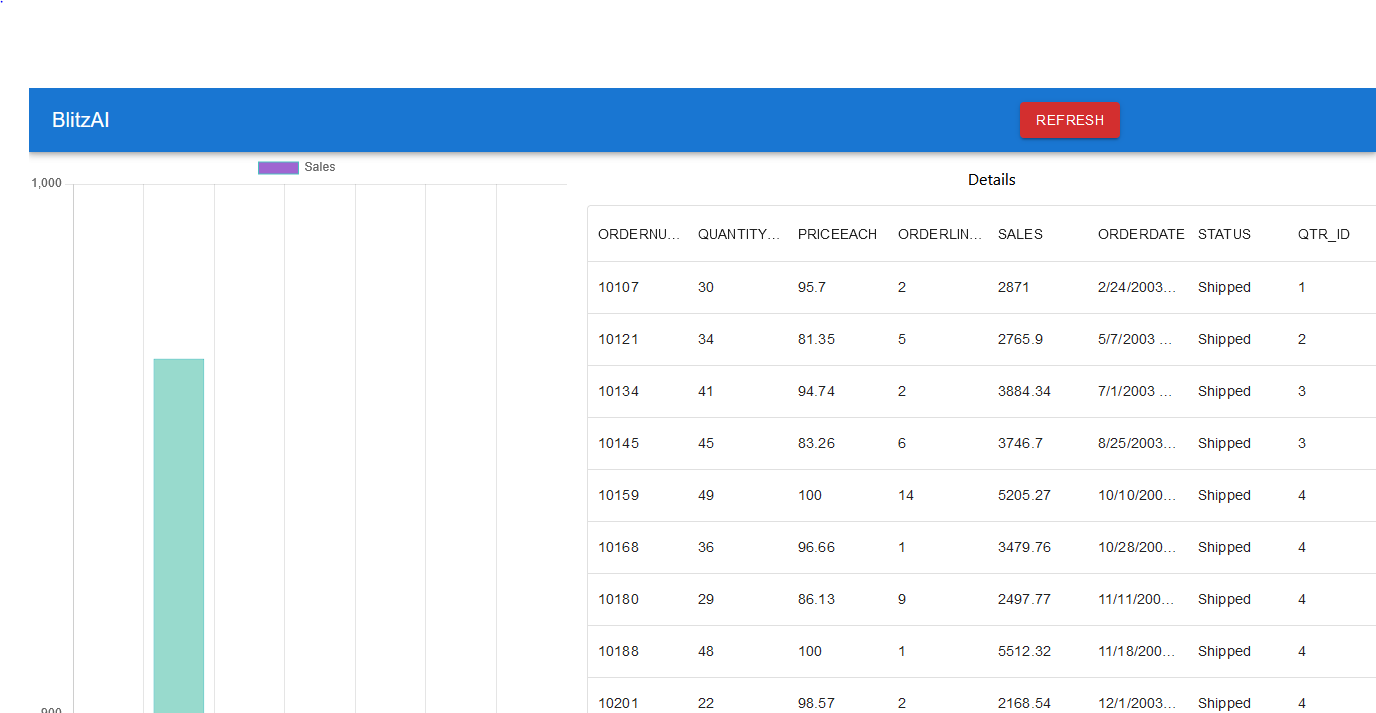 BlitzAI
REFRESH
Sales
1,000
900
Details
ORDERNU... QUANTITY... PRICEEACH ORDERLIN... SALES ORDERDATE STATUS QTR_ID
10107 30 95.7 2 2871 2/24/2003... Shipped 1
10121 34 81.35 5 2765.9 5/7/2003 ... Shipped 2
10134 41 94.74 2 3884.34 7/1/2003 ... Shipped 3
10145 45 83.26 6 3746.7 8/25/2003... Shipped 3
10159 49 100 14 5205.27 10/10/200... Shipped 4
10168 36 96.66 1 3479.76 10/28/200... Shipped 4
10180 29 86.13 9 2497.77 11/11/200... Shipped 4
10188 48 100 1 5512.32 11/18/200... Shipped 4
10201 22 98.57 2 2168.54 12/1/2003... Shipped 4